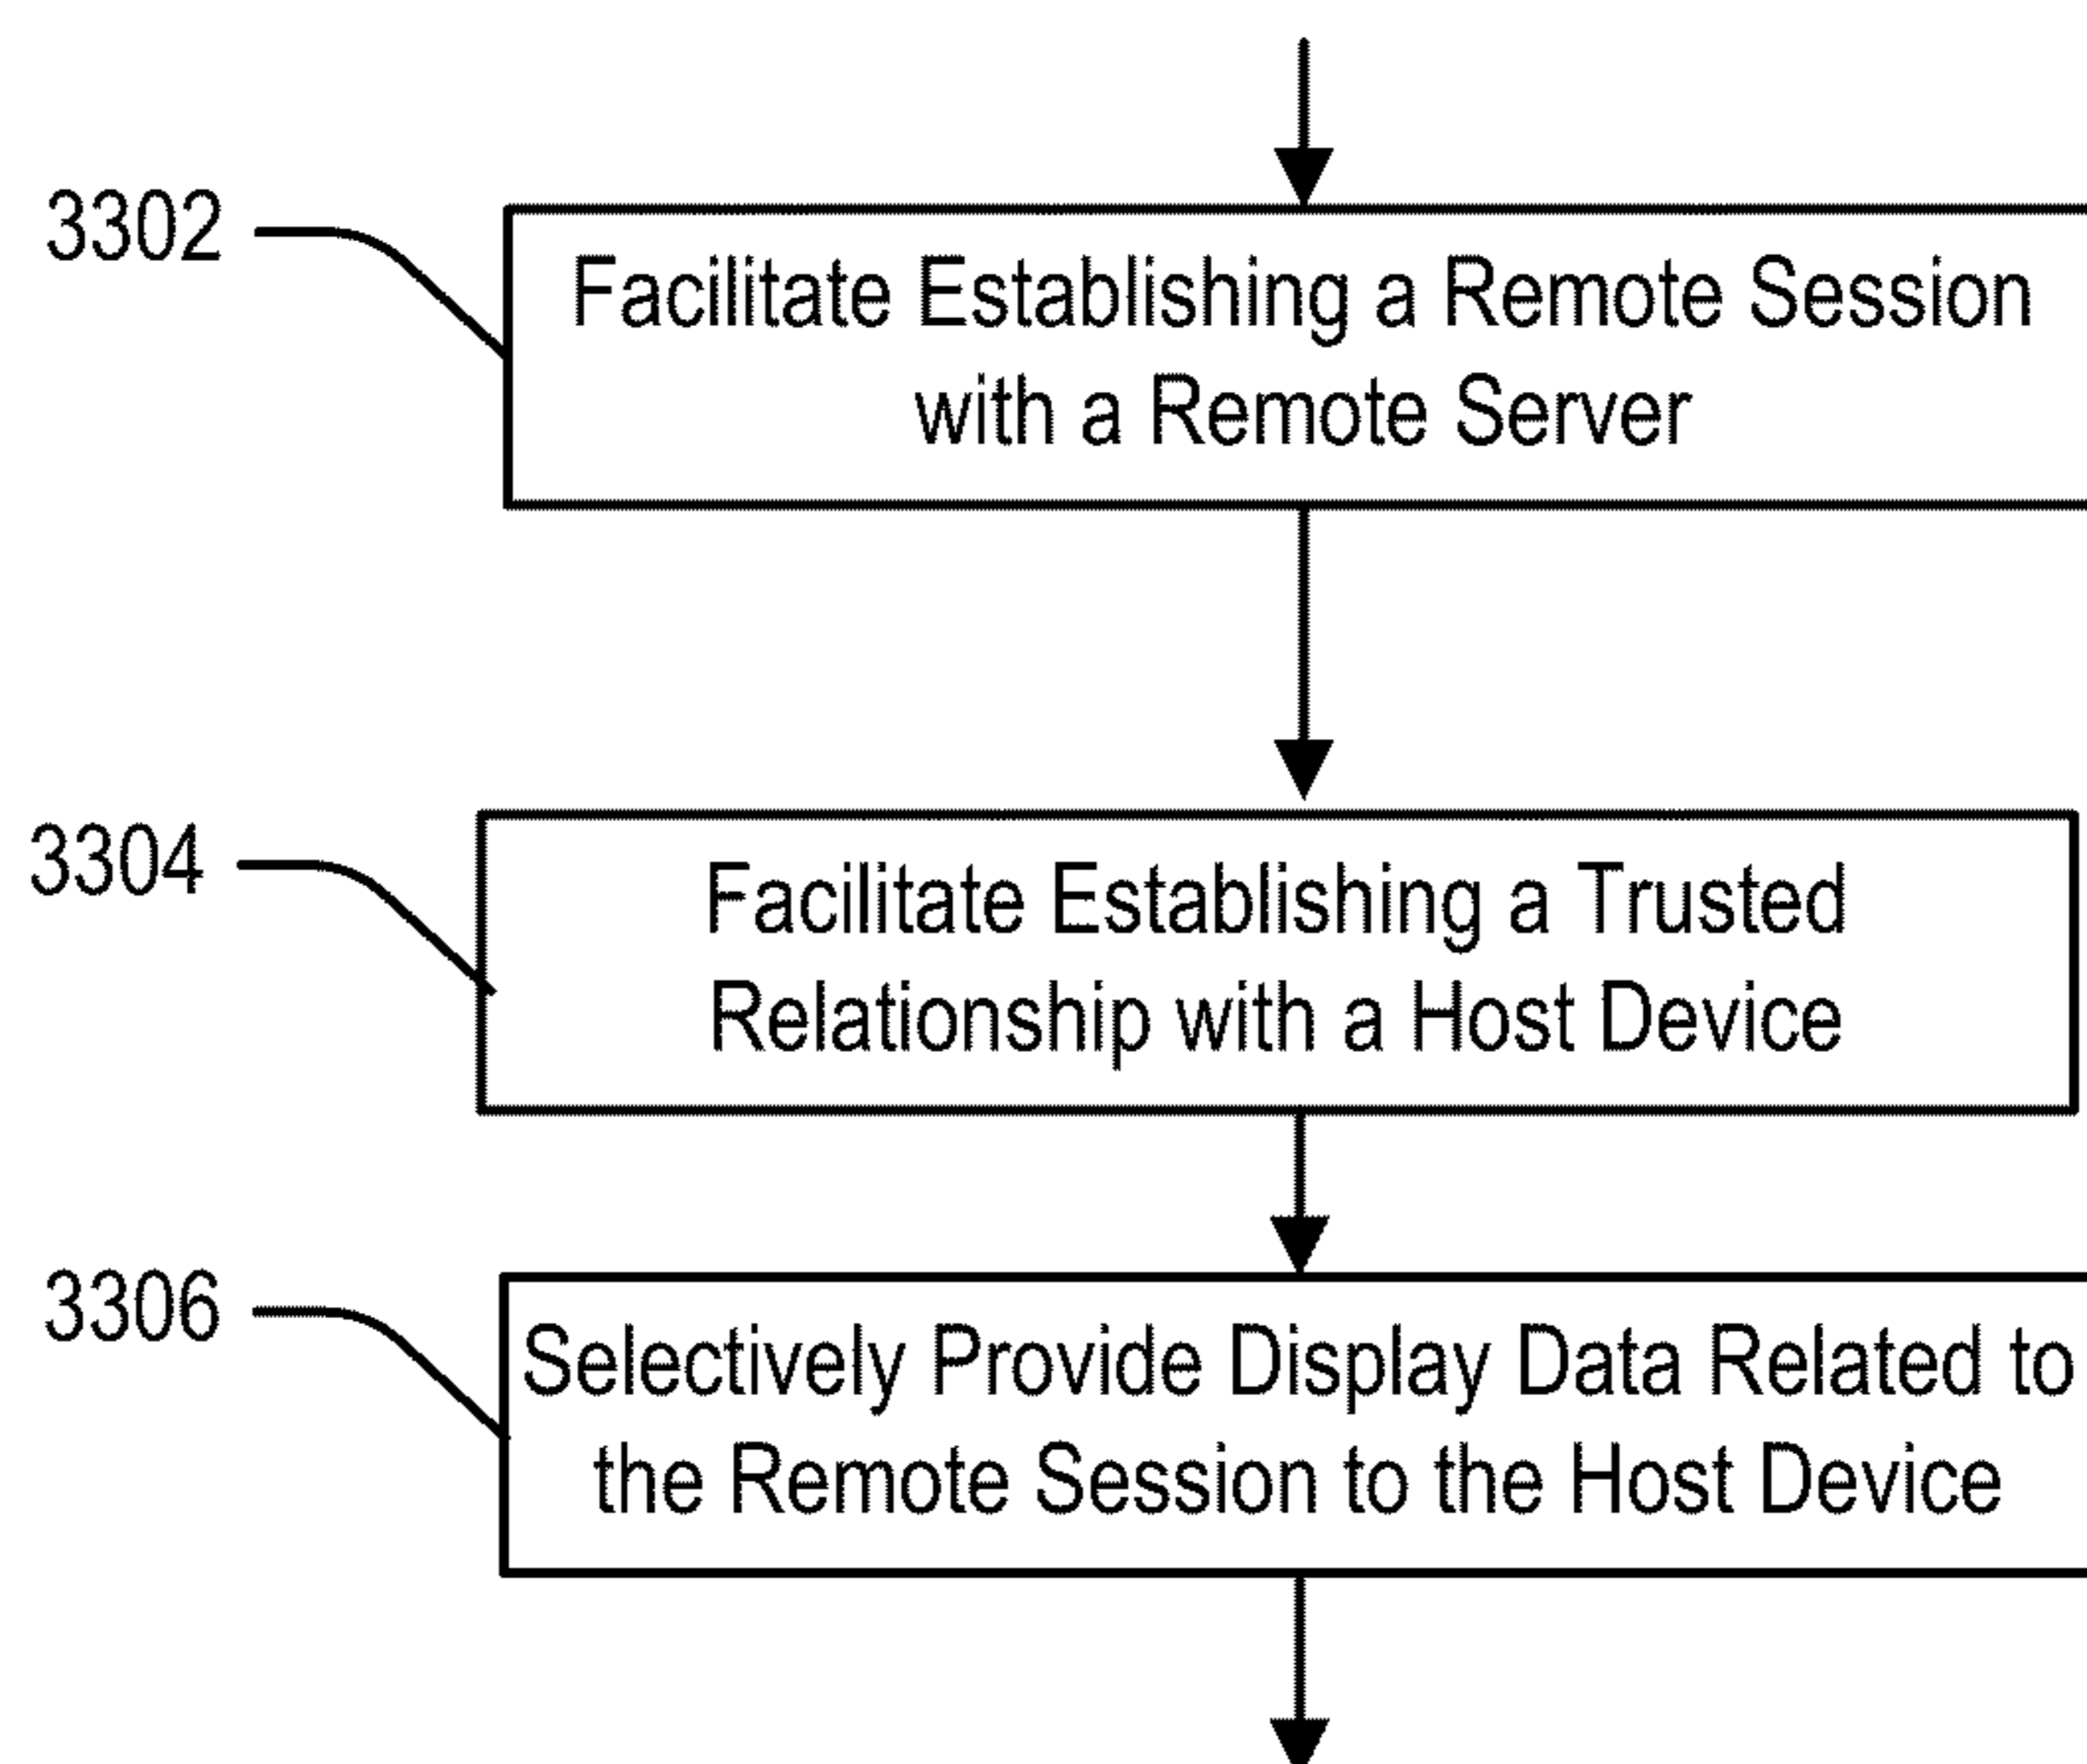 3302
Facilitate Establishing a Remote Session
with a Remote Server
3304
Facilitate Establishing a Trusted
Relationship with a Host Device
3306
Selectively Provide Display Data Related to
the Remote Session to the Host Device